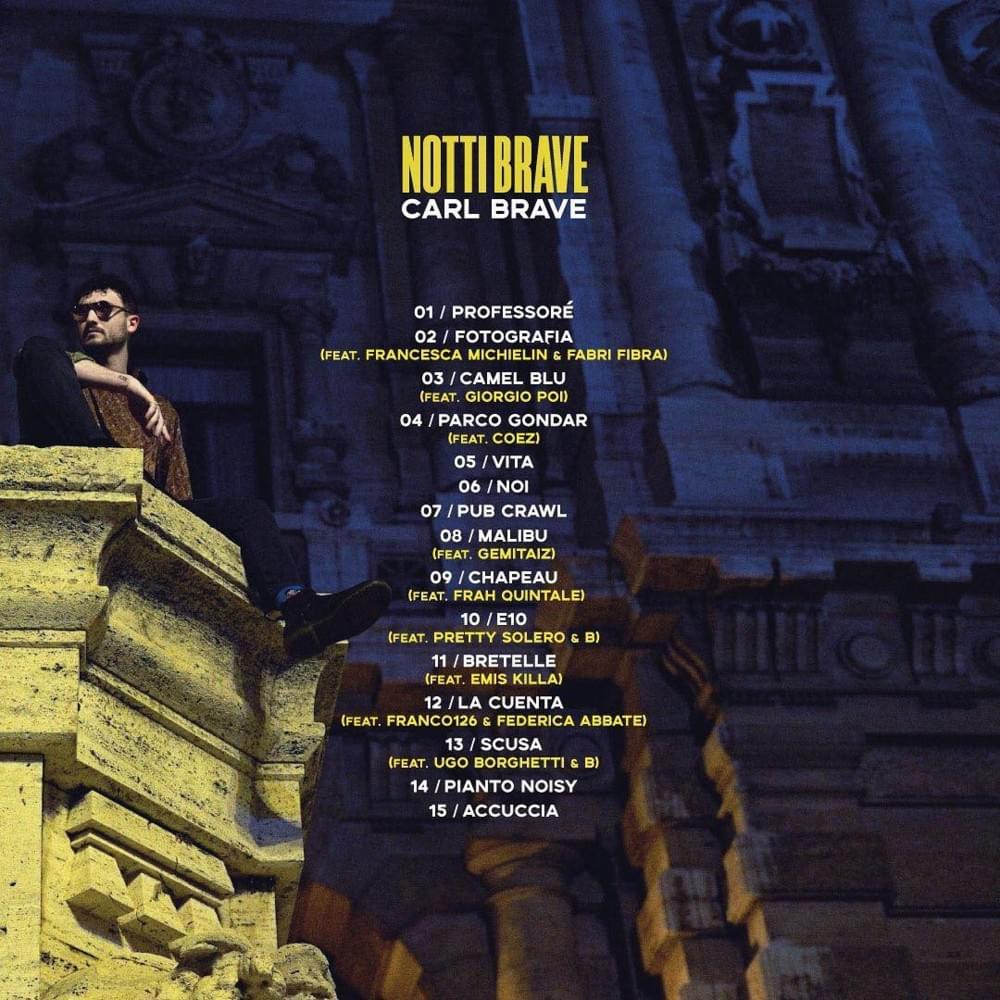 NOTTI BRAVE
CARL BRAVE
01 / PROFESSORÉ
02 / FOTOGRAFIA
(FEAT. FRANCESCA MICHIELIN & FABRI FIBRA)
03 / CAMEL BLU
(FEAT. GIORGIO POI)
04 / PARCO GONDAR
(FEAT. COEZ)
05 / VITA
06 / NOI
07 / PUB CRAWL
08 / MALIBU
(FEAT. GEMITAIZ)
09 / CHAPEAU
(FEAT. FRAH QUINTALE)
10 / E10
(FEAT. PRETTY SOLERO & B)
11 / BRETELLE
(FEAT. EMIS KILLA)
12 / LA CUENTA
(FEAT. FRANCO126 & FEDERICA ABBATE)
13 / SCUSA
(FEAT. UGO BORGHETTI & B)
14 / PIANTO NOISY
15 / ACCUCCIA